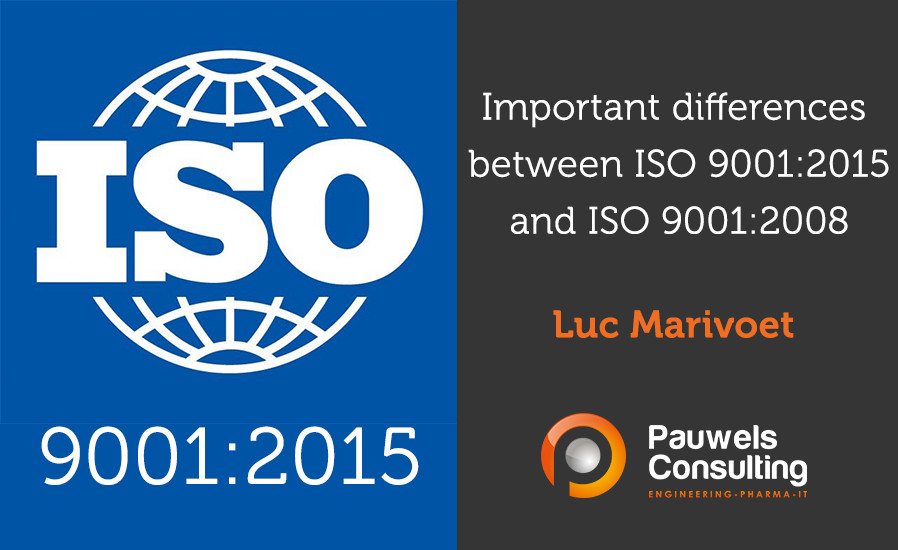 ISO
9001:2015
Important differences
between ISO 9001:2015
and ISO 9001:2008
Luc Marivoet
Pauwels
Consulting
ENGINEERING-PHARMA-IT